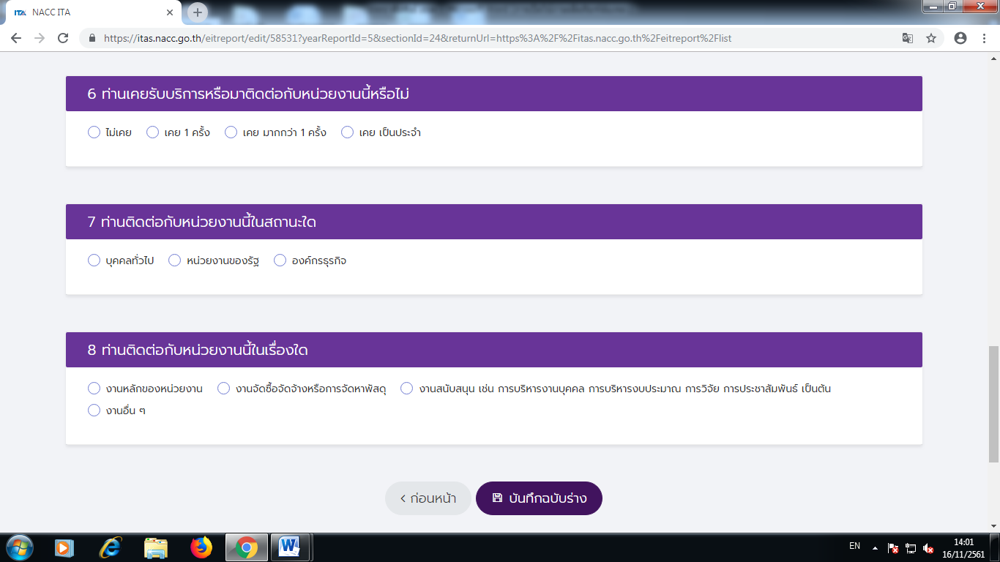 NACC ITA
https://itas.nacc.go.th/eitreport/edit/58531?yearReportId=5&sectionId=24&returnUrl=https%3A%2F%2Fitas.nacc.go.th%2Feitreport%2Flist
6 ท่านเคยรับบริการหรือมาติดต่อกับหน่วยงานนี้หรือไม่
ไม่เคย เคย 1 ครั้ง เคย มากกว่า 1 ครั้ง เคย เป็นประจำ
7 ท่านติดต่อกับหน่วยงานนี้ในสถานะใด
บุคคลทั่วไป หน่วยงานของรัฐ องค์กรธุรกิจ
8 ท่านติดต่อกับหน่วยงานนี้ในเรื่องใด
งานหลักของหน่วยงาน งานจัดซื้อจัดจ้างหรือการจัดหาพัสดุ งานสนับสนุน เช่น การบริหารงานบุคคล การบริหารงบประมาณ การวิจัย การประชาสัมพันธ์ เป็นต้น
งานอื่น ๆ
ก่อนหน้า บันทึกฉบับร่าง
EN 14:01
16/11/2561